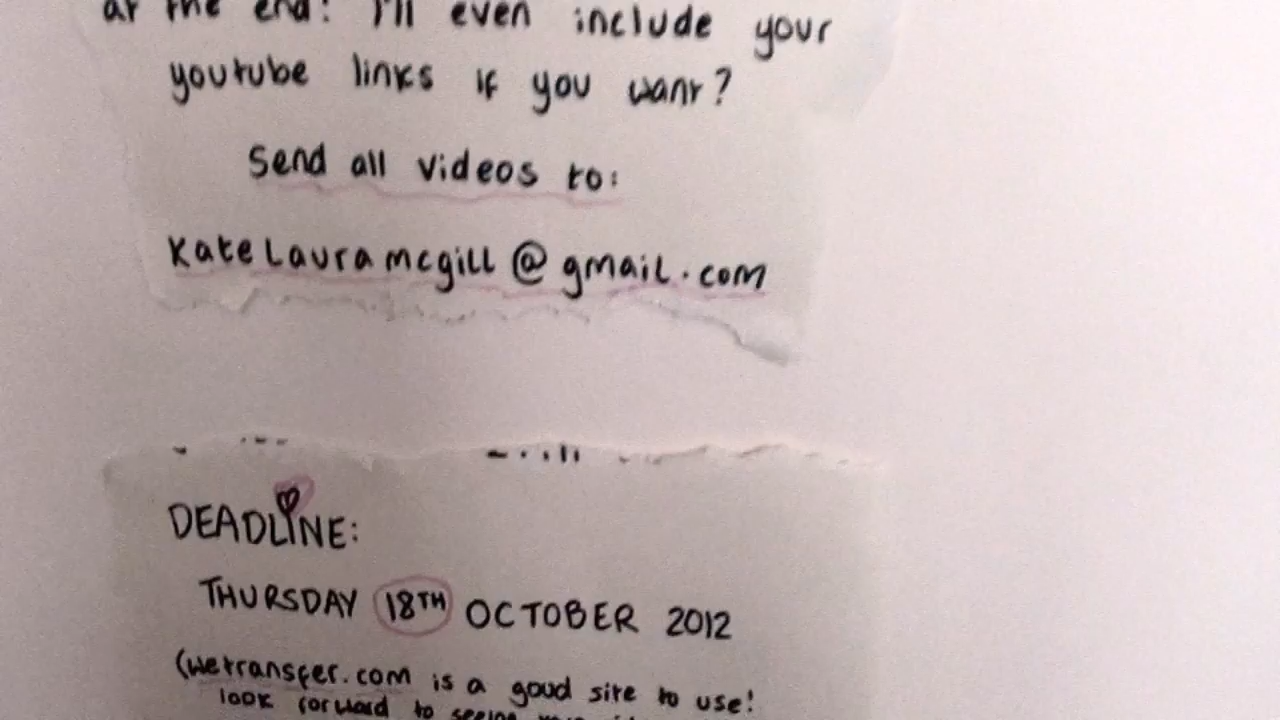 at the end! I'll even include your
youtube links if you want?
Send all videos to:
KateLauramcgill@gmail.com
DEADLINE:
THURSDAY 18TH OCTOBER 2012
(wetransfer.com is a good site to use!
look forward to seeing